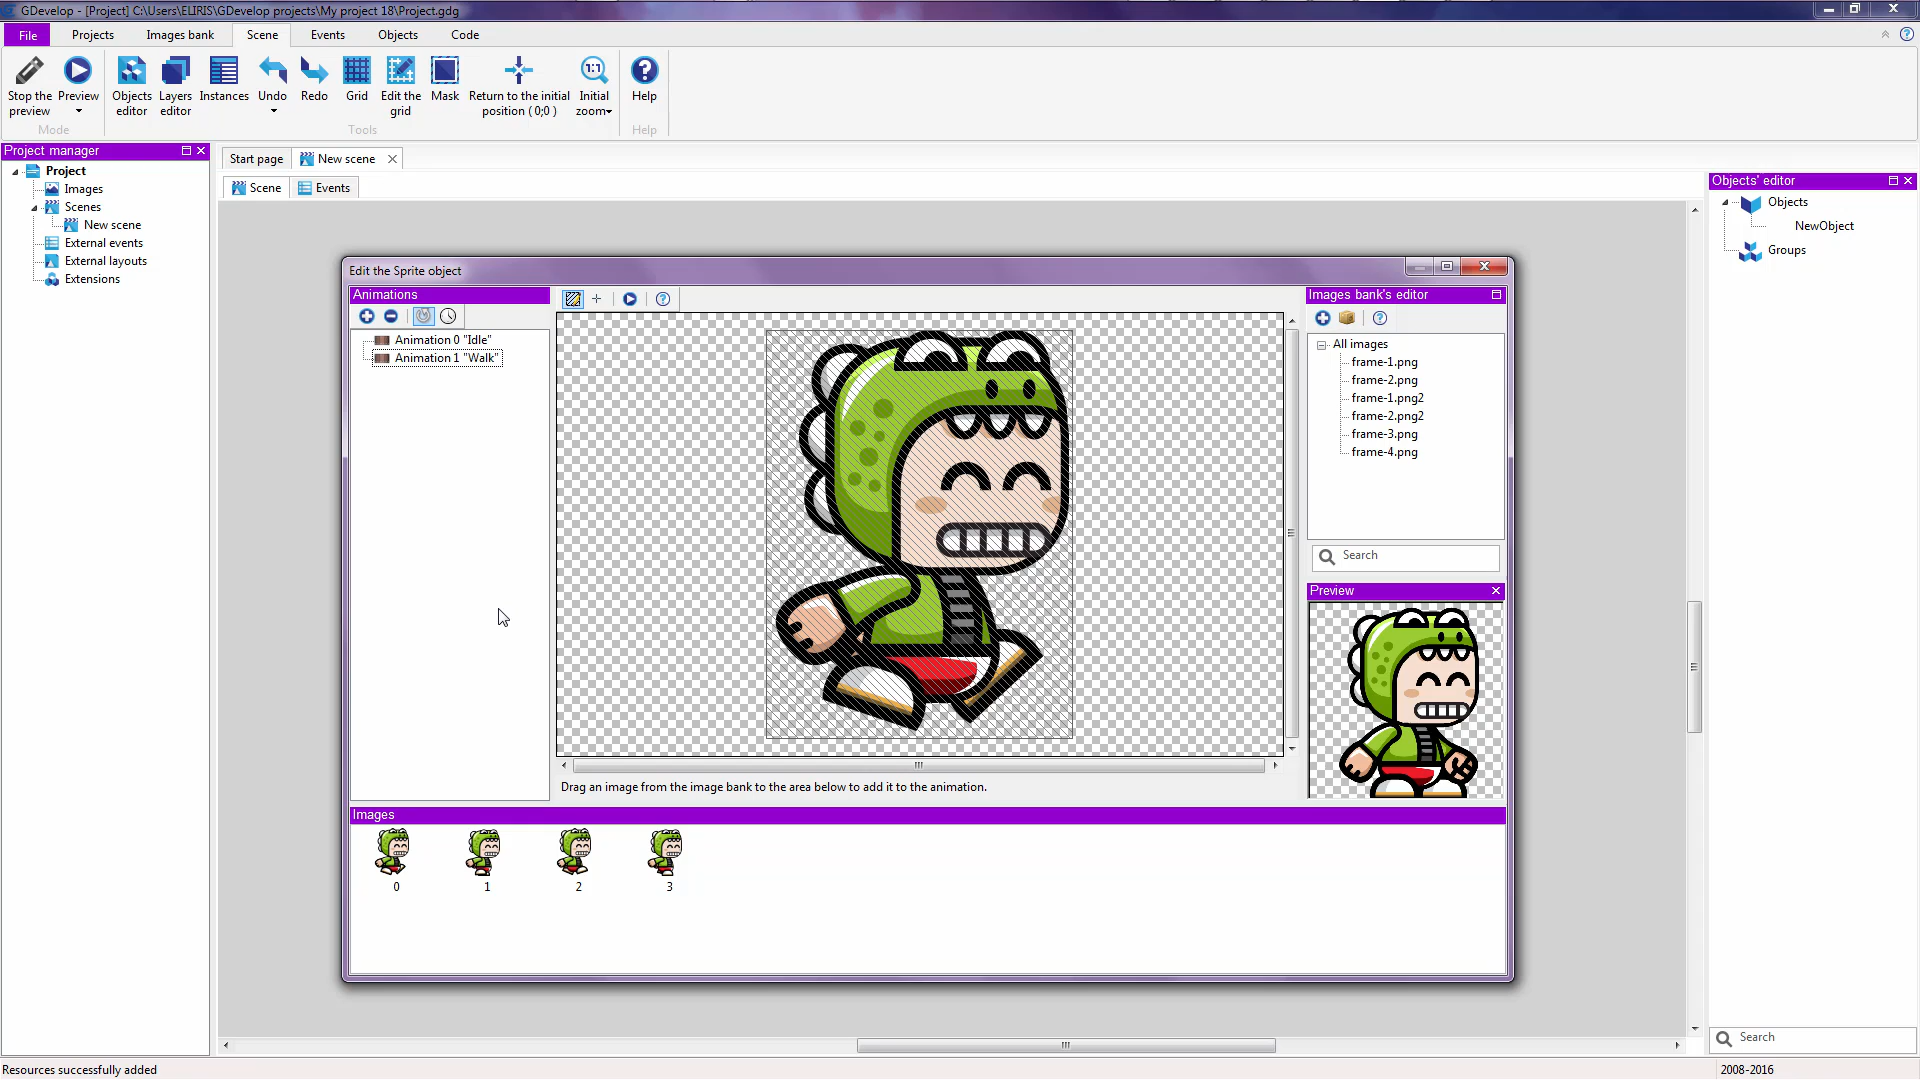 GDevelop - [Project] C:\Users\ELIRIS\GDevelop projects\My project 18\Project.gdg
File Projects Images bank Scene Events Objects Code
Stop the preview Preview Objects editor Layers editor Instances Undo Redo Grid Edit the grid Mask Return to the initial position ( 0;0 ) 1:1 Initial zoom Help
Mode Tools Help
Project manager
Project
Images
Scenes
New scene
External events
External layouts
Extensions
Start page New scene
Scene Events
Edit the Sprite object
Animations
Animation 0 "Idle"
Animation 1 "Walk"
Drag an image from the image bank to the area below to add it to the animation.
Images bank's editor
All images
frame-1.png
frame-2.png
frame-1.png2
frame-2.png2
frame-3.png
frame-4.png
Search
Preview
Images
0 1 2 3
Objects' editor
Objects
NewObject
Groups
Search
Resources successfully added
2008-2016